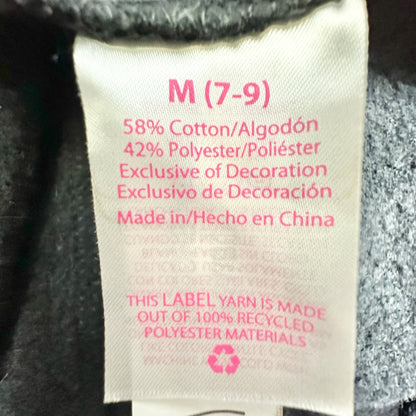 M (7-9)
58% Cotton/Algodón
42% Polyester/Poliéster
Exclusive of Decoration
Exclusivo de Decoración
Made in/Hecho en China
THIS LABEL YARN IS MADE
OUT OF 100% RECYCLED
POLYESTER MATERIALS